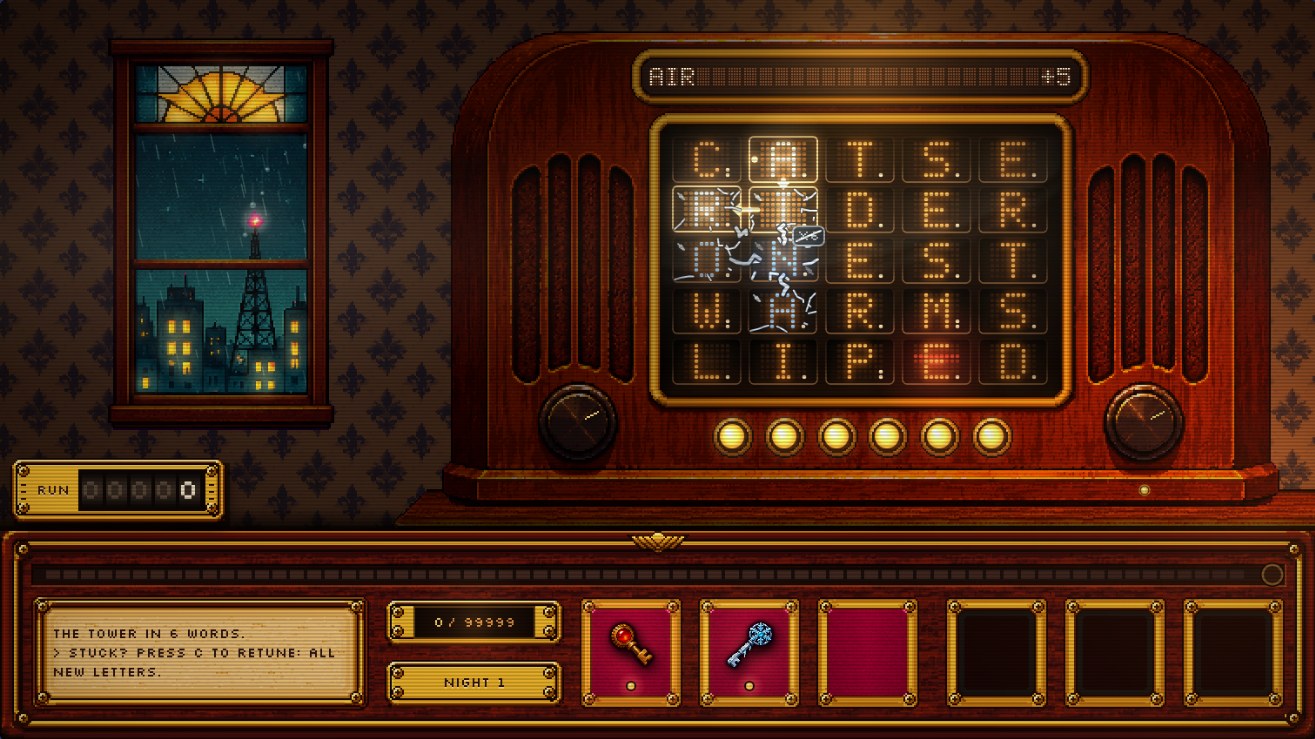 AIR +5
C A T S E
R I D E R
O N E S T
W A R M S
L I P E D
RUN 00000
THE TOWER IN 6 WORDS.
> STUCK? PRESS C TO RETUNE: ALL
NEW LETTERS.
0 / 99999
NIGHT 1